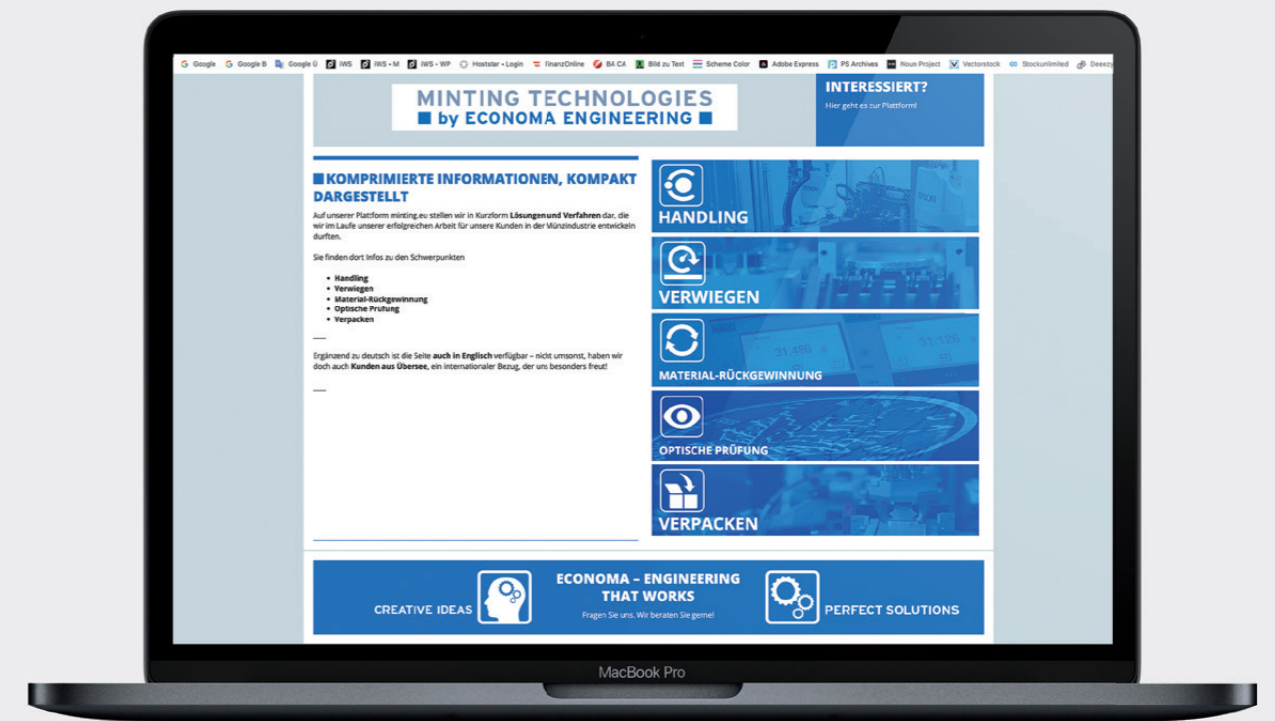 Google Google B Google Ü iWS iWS • M iWS • WP Hoststar • Login FinanzOnline BA CA Bild zu Text Scheme Color Adobe Express PS Archives Noun Project Vectorstock Stockunlimited Deeezy
MINTING TECHNOLOGIES
by ECONOMA ENGINEERING
INTERESSIERT?
Hier geht es zur Plattform!
KOMPRIMIERTE INFORMATIONEN, KOMPAKT
DARGESTELLT
Auf unserer Plattform minting.eu stellen wir in Kurzform Lösungen und Verfahren dar, die
wir im Laufe unserer erfolgreichen Arbeit für unsere Kunden in der Münzindustrie entwickeln
durften.
Sie finden dort Infos zu den Schwerpunkten
• Handling
• Verwiegen
• Material-Rückgewinnung
• Optische Prüfung
• Verpacken
Ergänzend zu deutsch ist die Seite auch in Englisch verfügbar – nicht umsonst, haben wir
doch auch Kunden aus Übersee, ein internationaler Bezug, der uns besonders freut!
HANDLING
VERWIEGEN
31.486
31.126
MATERIAL-RÜCKGEWINNUNG
OPTISCHE PRÜFUNG
VERPACKEN
CREATIVE IDEAS
ECONOMA – ENGINEERING
THAT WORKS
Fragen Sie uns. Wir beraten Sie gerne!
PERFECT SOLUTIONS
MacBook Pro